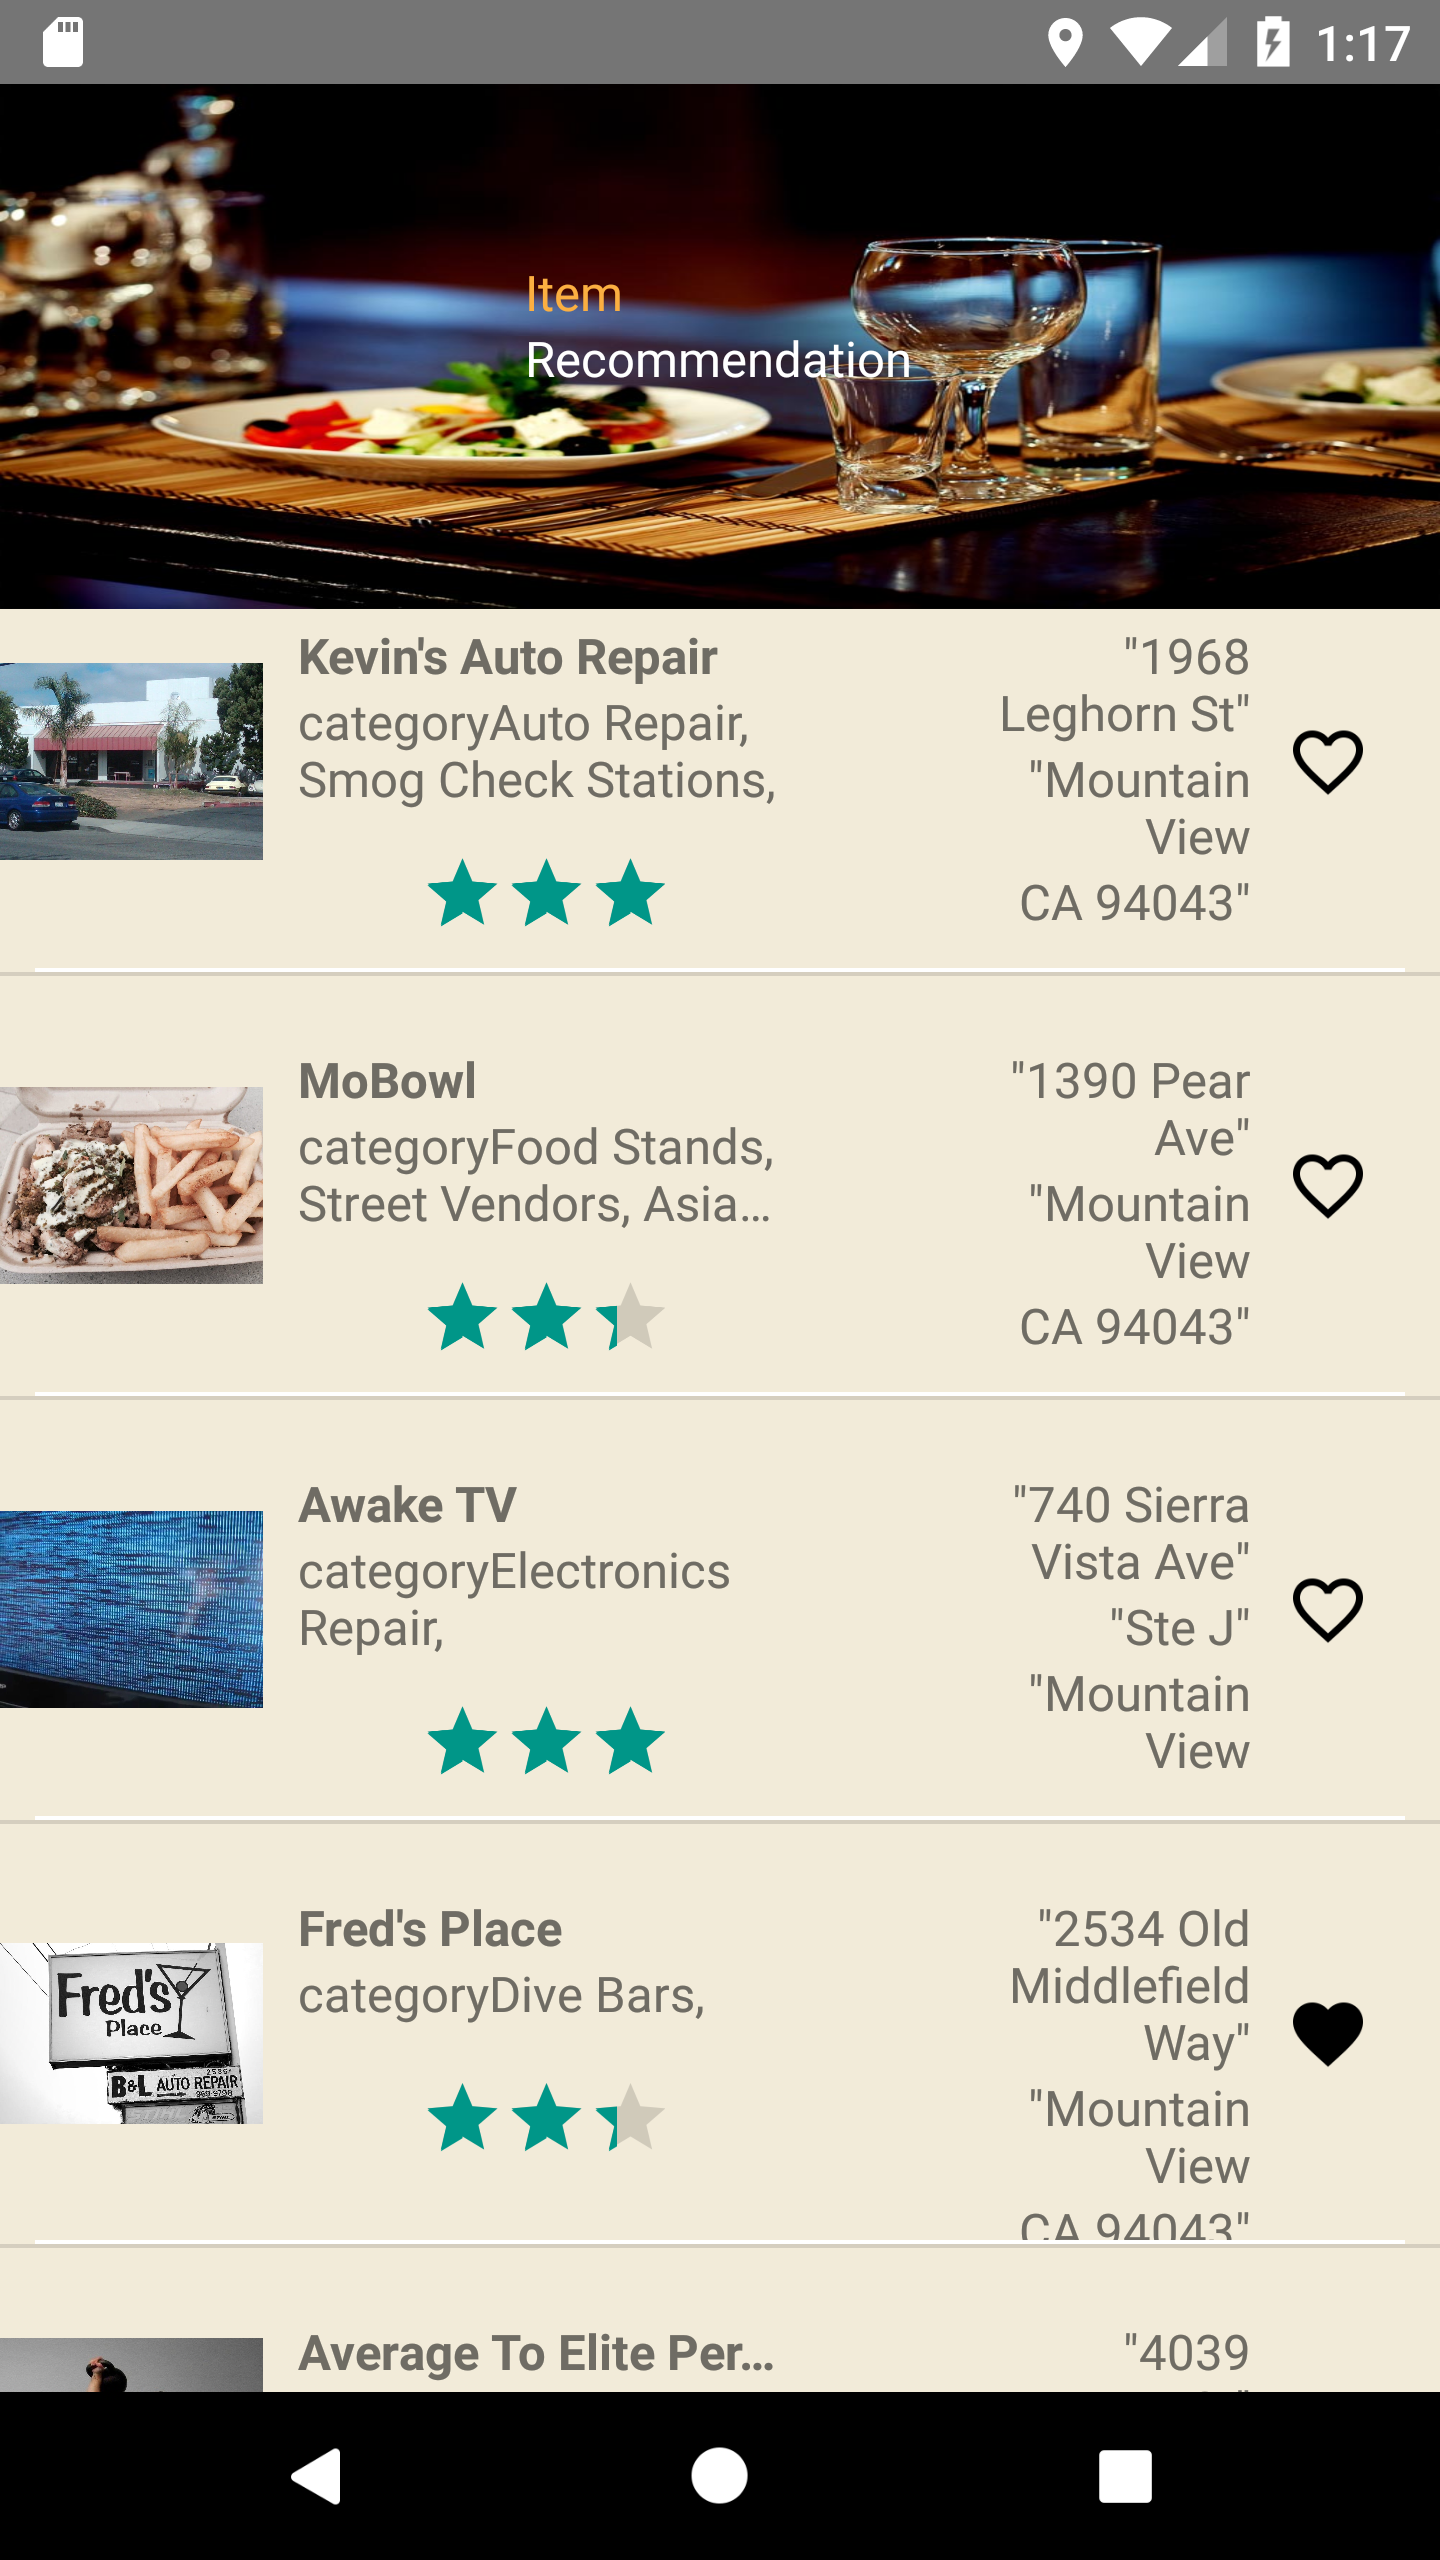 1:17
Item
Recommendation
Kevin's Auto Repair
categoryAuto Repair,
Smog Check Stations,
"1968
Leghorn St"
"Mountain
View
CA 94043"
MoBowl
categoryFood Stands,
Street Vendors, Asia...
"1390 Pear
Ave"
"Mountain
View
CA 94043"
Awake TV
categoryElectronics
Repair,
"740 Sierra
Vista Ave"
"Ste J"
"Mountain
View
Fred's
Place
B&L AUTO REPAIR
Fred's Place
categoryDive Bars,
"2534 Old
Middlefield
Way"
"Mountain
View
CA 94043"
Average To Elite Per...
"4039